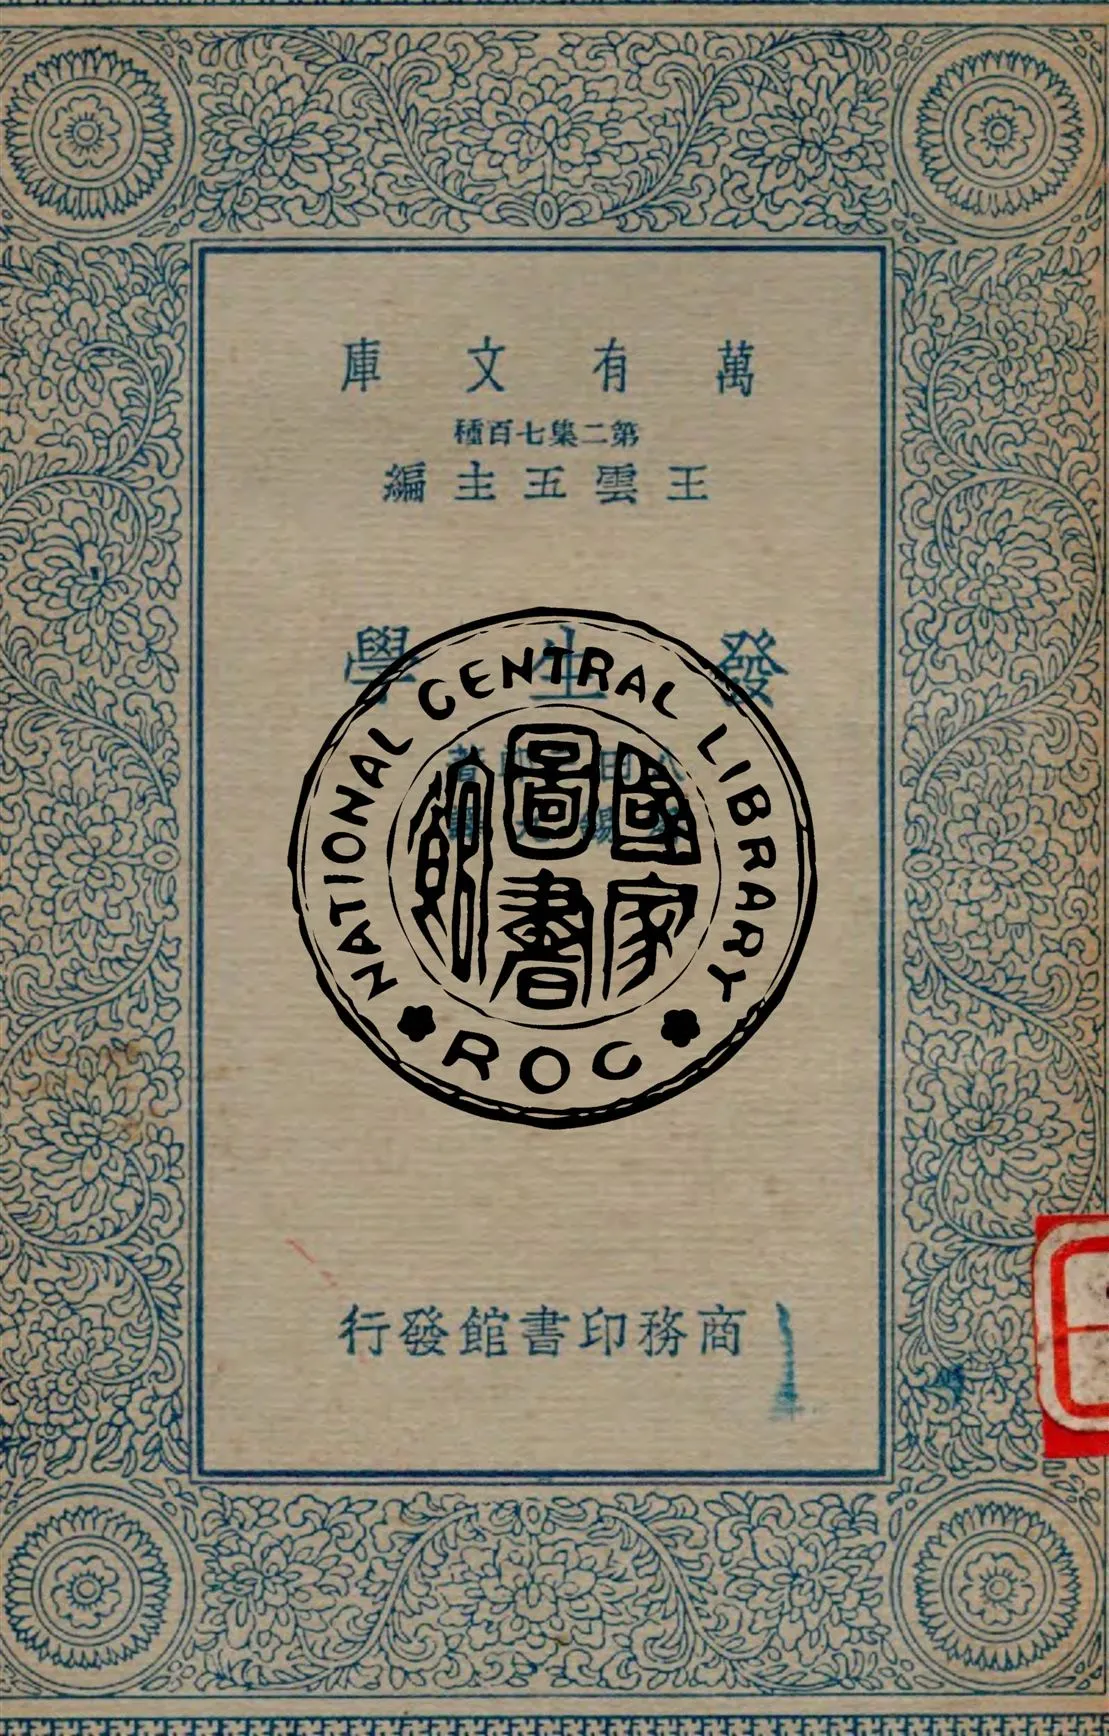 萬有文庫
第二集七百種
王雲五主編
發生學
NATIONAL CENTRAL LIBRARY
國家圖書館
ROC
商務印書館發行